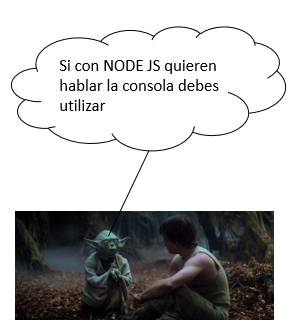 Si con NODE JS quieren
hablar la consola debes
utilizar